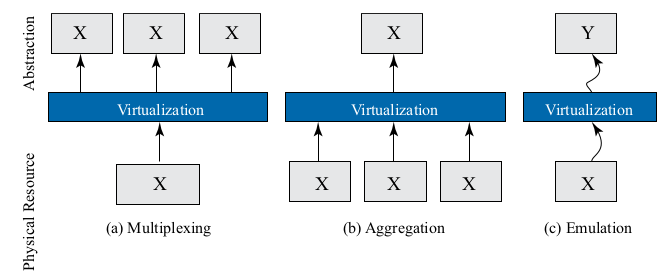 Abstraction
X X X
Virtualization
X
(a) Multiplexing
X
Virtualization
X X X
(b) Aggregation
Y
Virtualization
X
(c) Emulation
Physical Resource